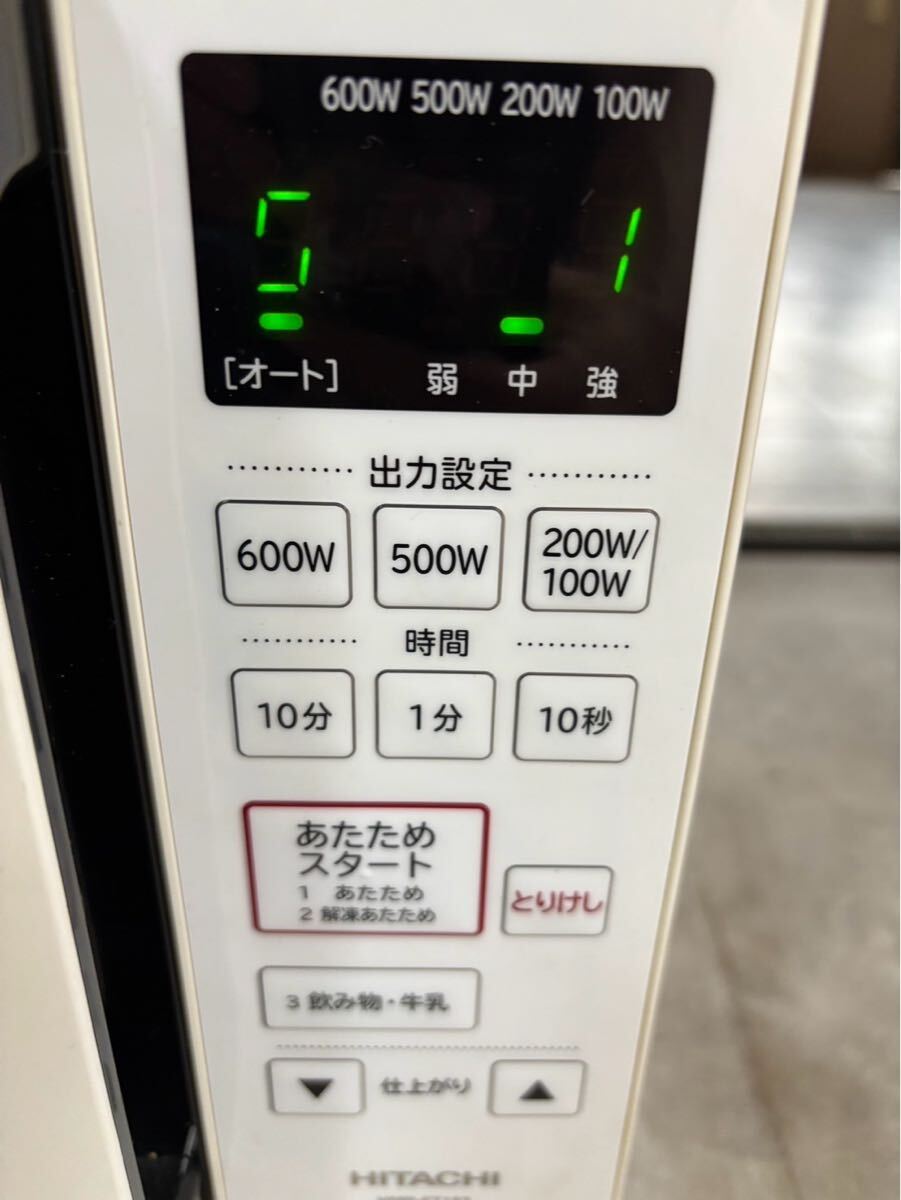 600W 500W 200W 100W
5 1
[オート] 弱 中 強
出力設定
600W 500W 200W/
100W
時間
10分 1分 10秒
あたため
スタート
1 あたため
2 解凍あたため
とりけし
3 飲み物・牛乳
▼ 仕上がり ▲
HITACHI